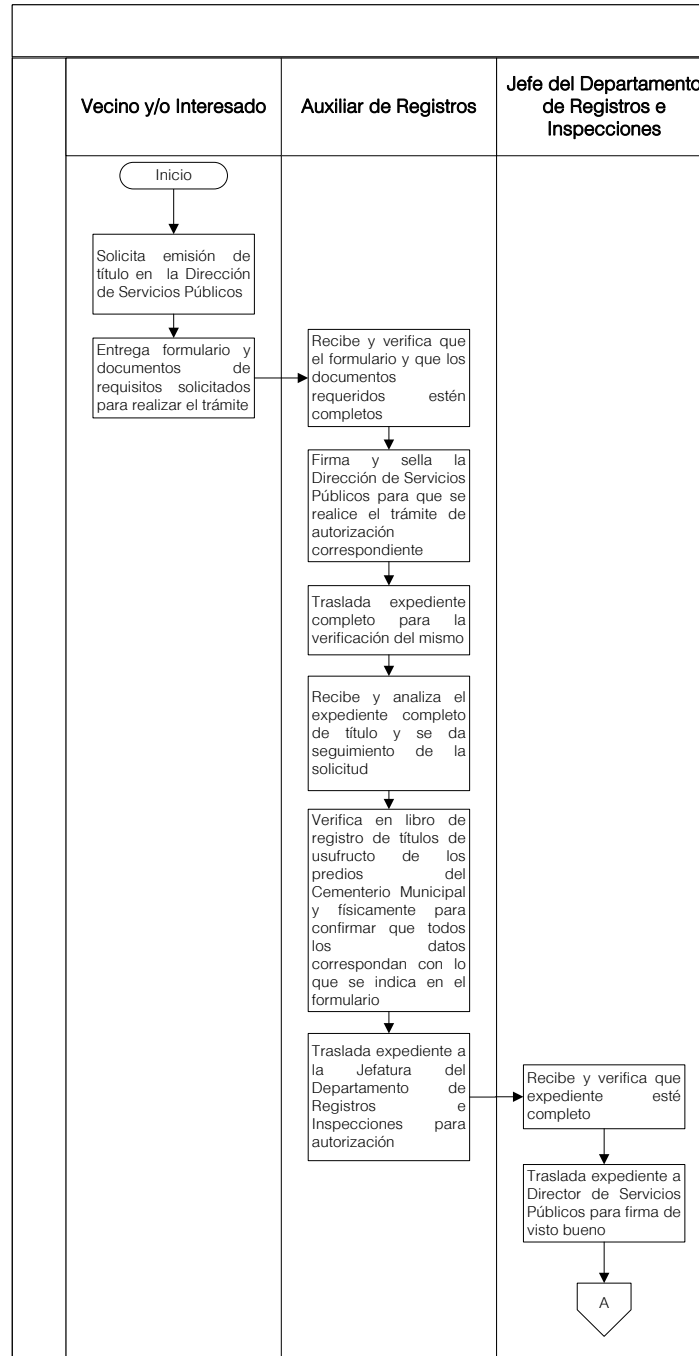 Vecino y/o Interesado
Auxiliar de Registros
Jefe del Departamento
de Registros e
Inspecciones
Inicio
Solicita emisión de
título en la Dirección
de Servicios Públicos
Entrega formulario y
documentos de
requisitos solicitados
para realizar el trámite
Recibe y verifica que
el formulario y que los
documentos
requeridos estén
completos
Firma y sella la
Dirección de Servicios
Públicos para que se
realice el trámite de
autorización
correspondiente
Traslada expediente
completo para la
verificación del mismo
Recibe y analiza el
expediente completo
de título y se da
seguimiento de la
solicitud
Verifica en libro de
registro de títulos de
usufructo de los
predios del
Cementerio Municipal
y físicamente para
confirmar que todos
los datos
correspondan con lo
que se indica en el
formulario
Traslada expediente a
la Jefatura del
Departamento de
Registros e
Inspecciones para
autorización
Recibe y verifica que
expediente esté
completo
Traslada expediente a
Director de Servicios
Públicos para firma de
visto bueno
A